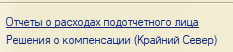 Отчеты о расходах подотчетного лица
Решения о компенсации (Крайний Север)